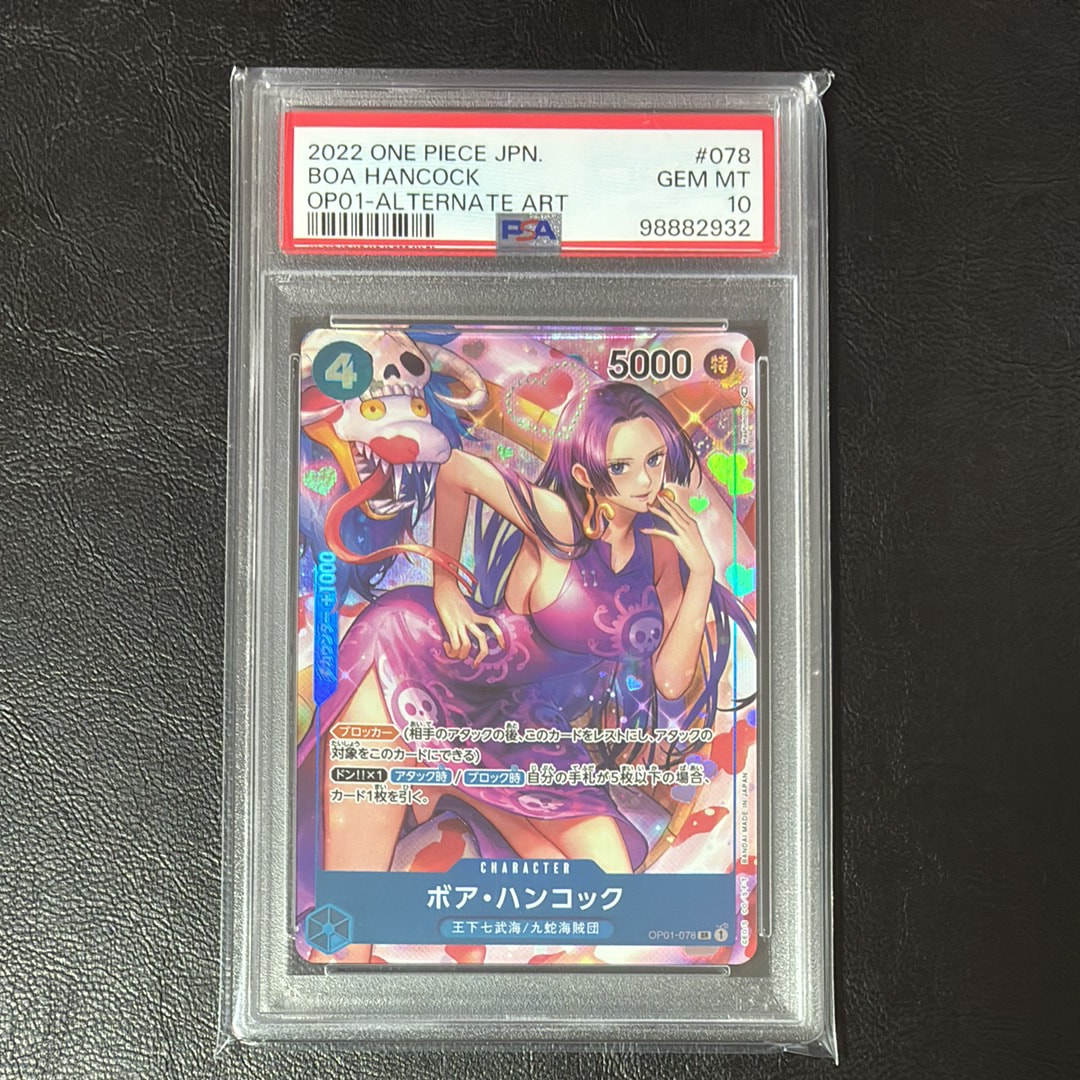 2022 ONE PIECE JPN. #078
BOA HANCOCK GEM MT
OP01-ALTERNATE ART 10
PSA
98882932
4
5000 特
カウンター +1000
ブロッカー (相手のアタックの後、このカードをレストにし、アタックの
対象をこのカードにできる)
ドン!!×1 アタック時 / ブロック時 自分の手札が5枚以下の場合、
カード1枚を引く。
BANDAI MADE IN JAPAN
CHARACTER
ボア・ハンコック
王下七武海/九蛇海賊団
OP01-078 SR 1